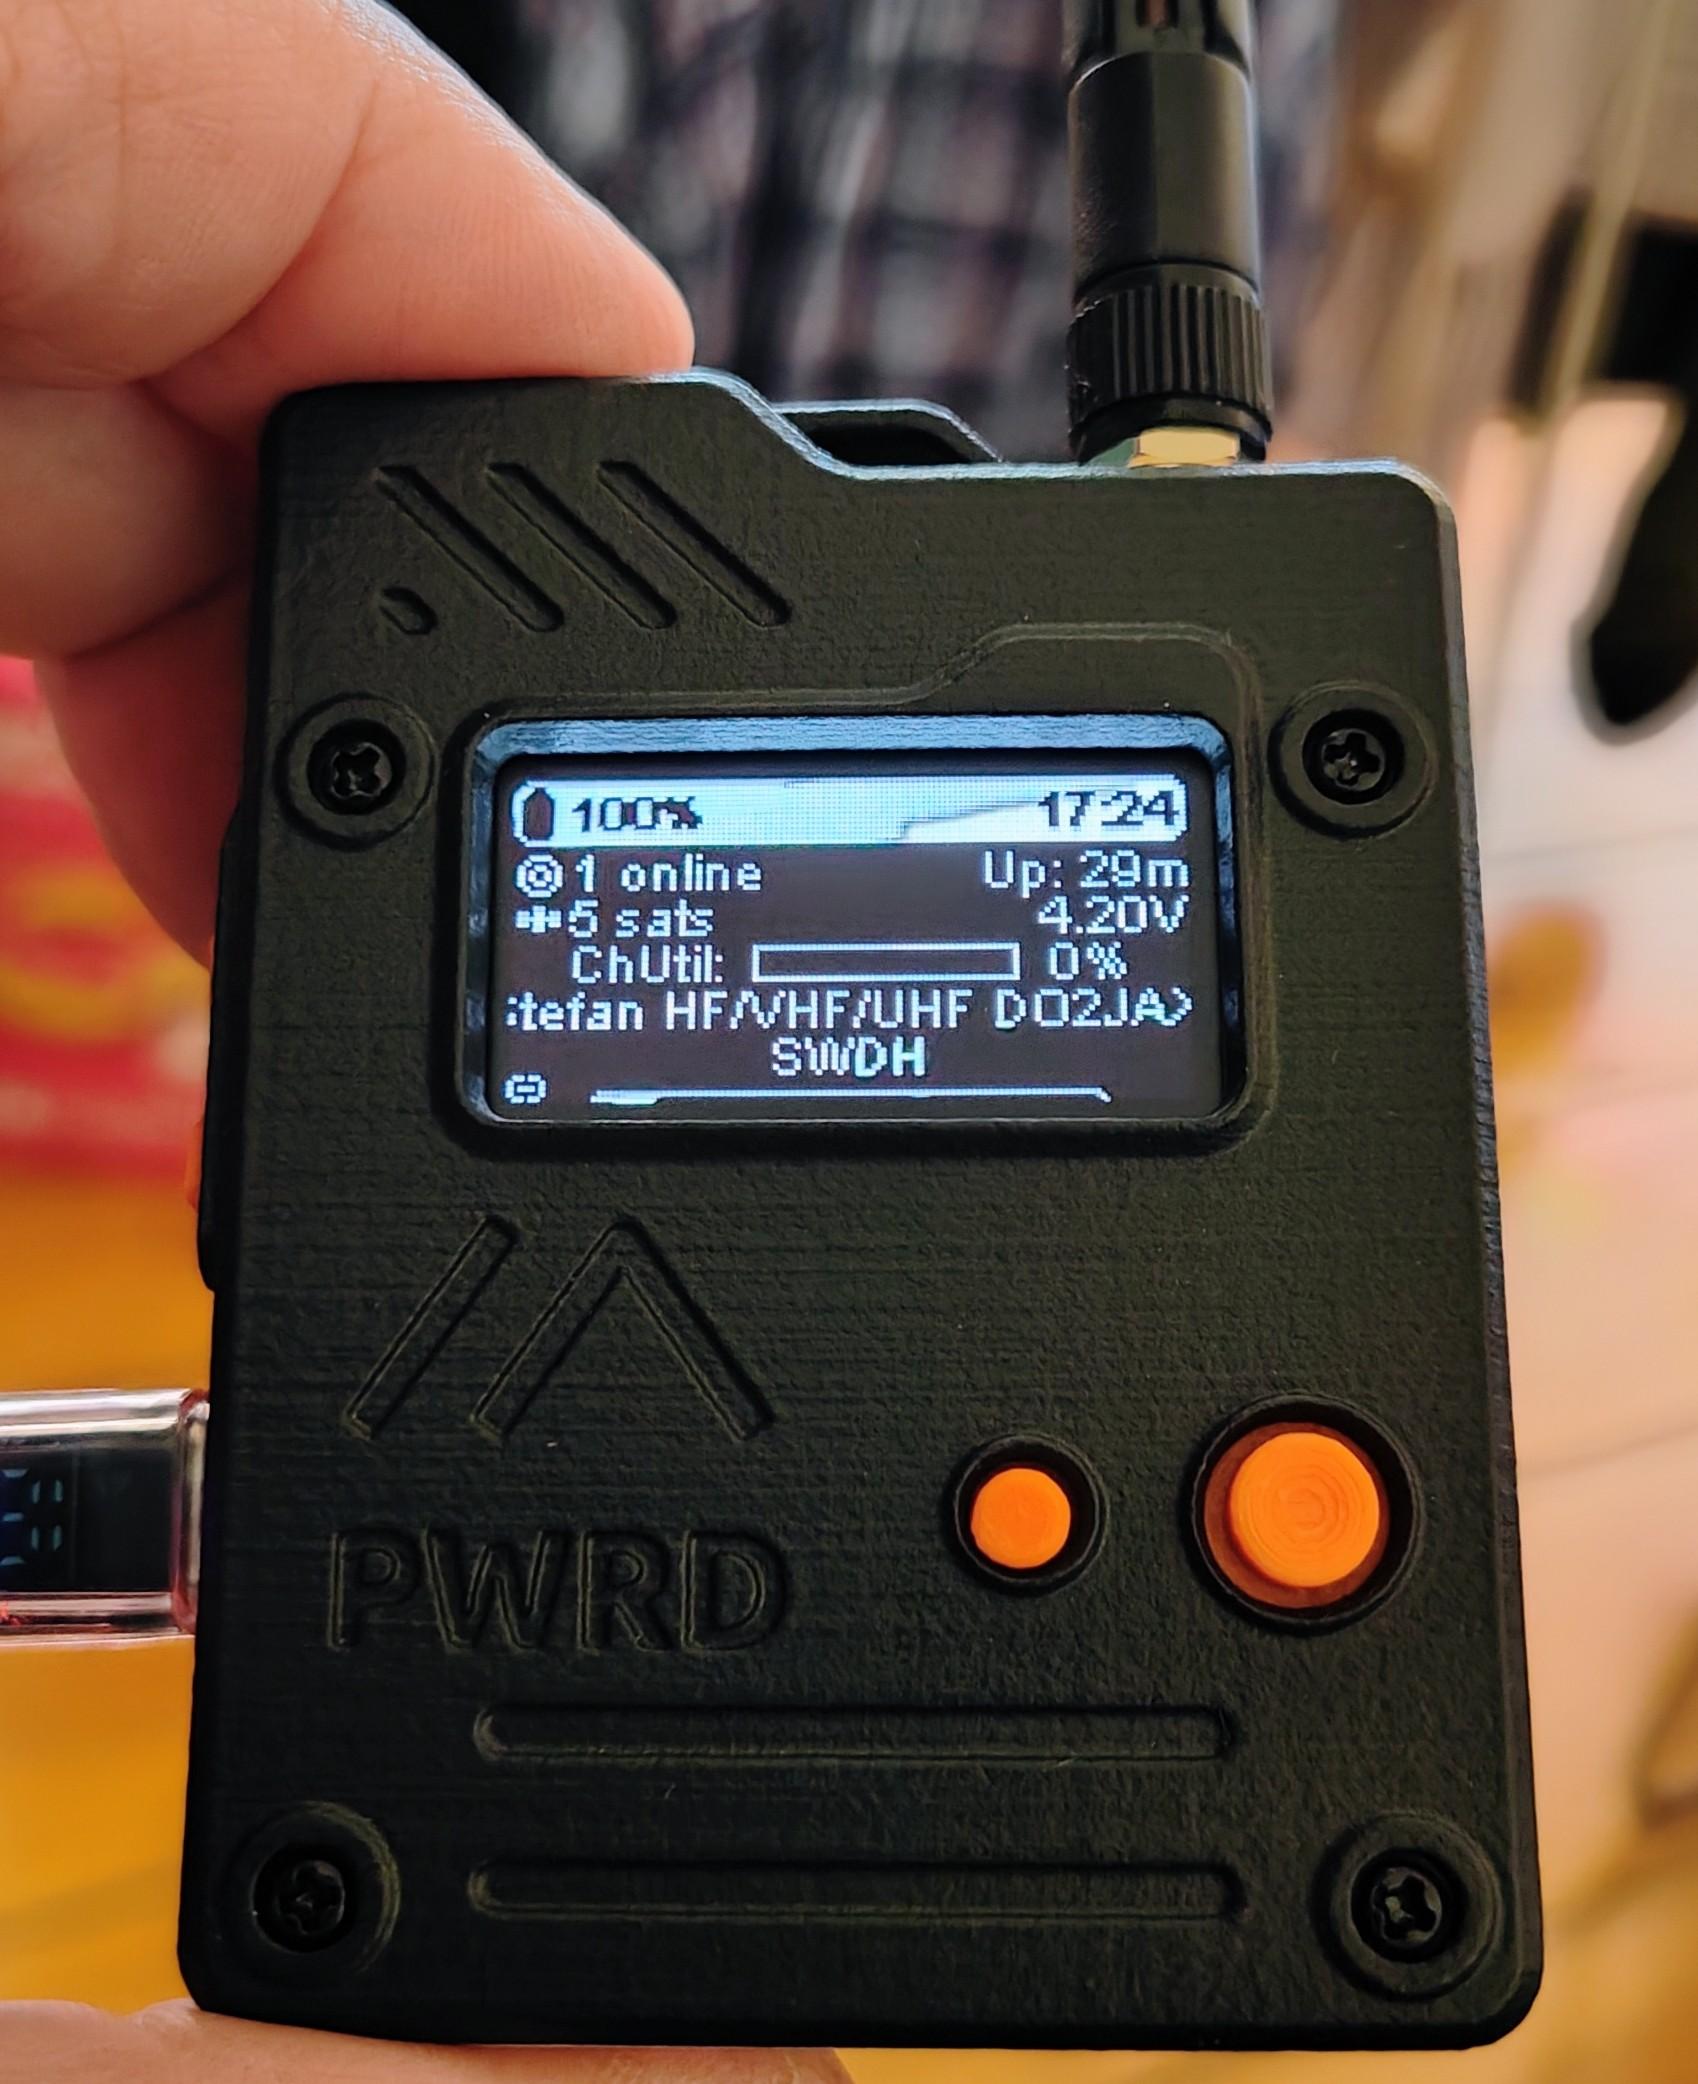 100% 17:24
1 online Up: 29m
5 sats 4.20V
ChUtil: 0%
tefan HF/VHF/UHF DO2JA
SWDH
PWRD